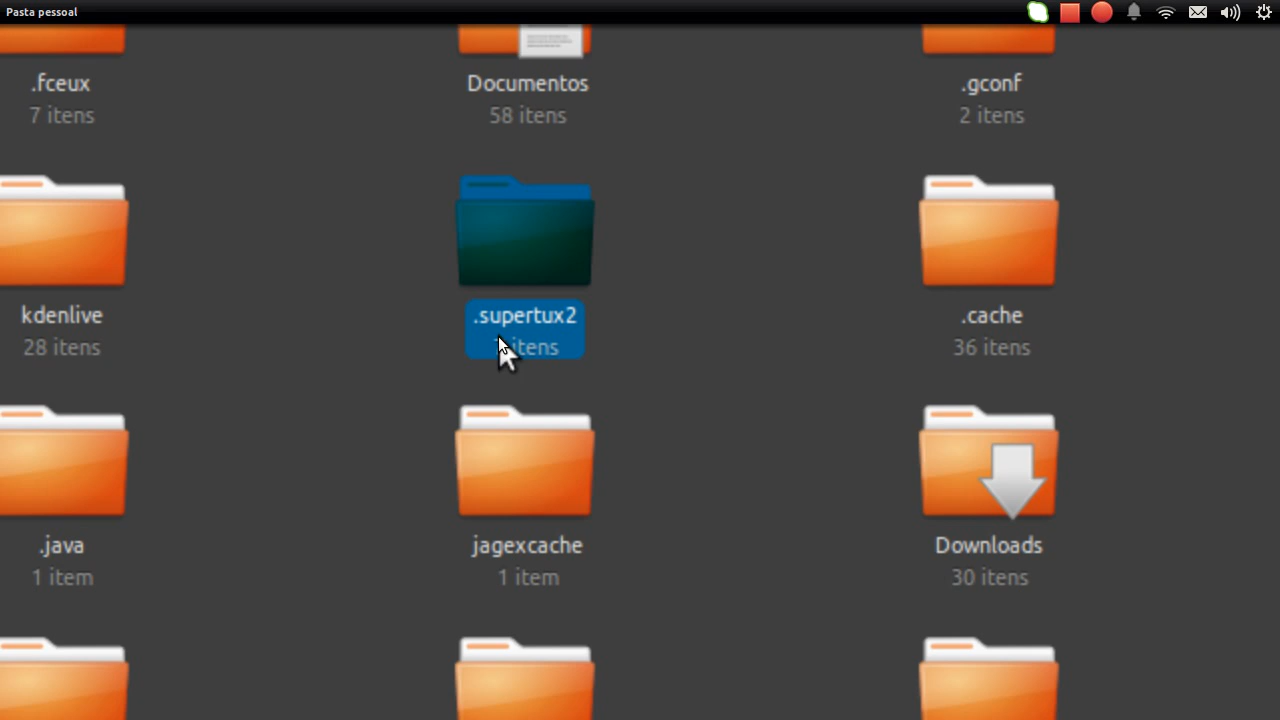 Pasta pessoal
.fceux
7 itens
Documentos
58 itens
.gconf
2 itens
kdenlive
28 itens
.supertux2
itens
.cache
36 itens
.java
1 item
jagexcache
1 item
Downloads
30 itens